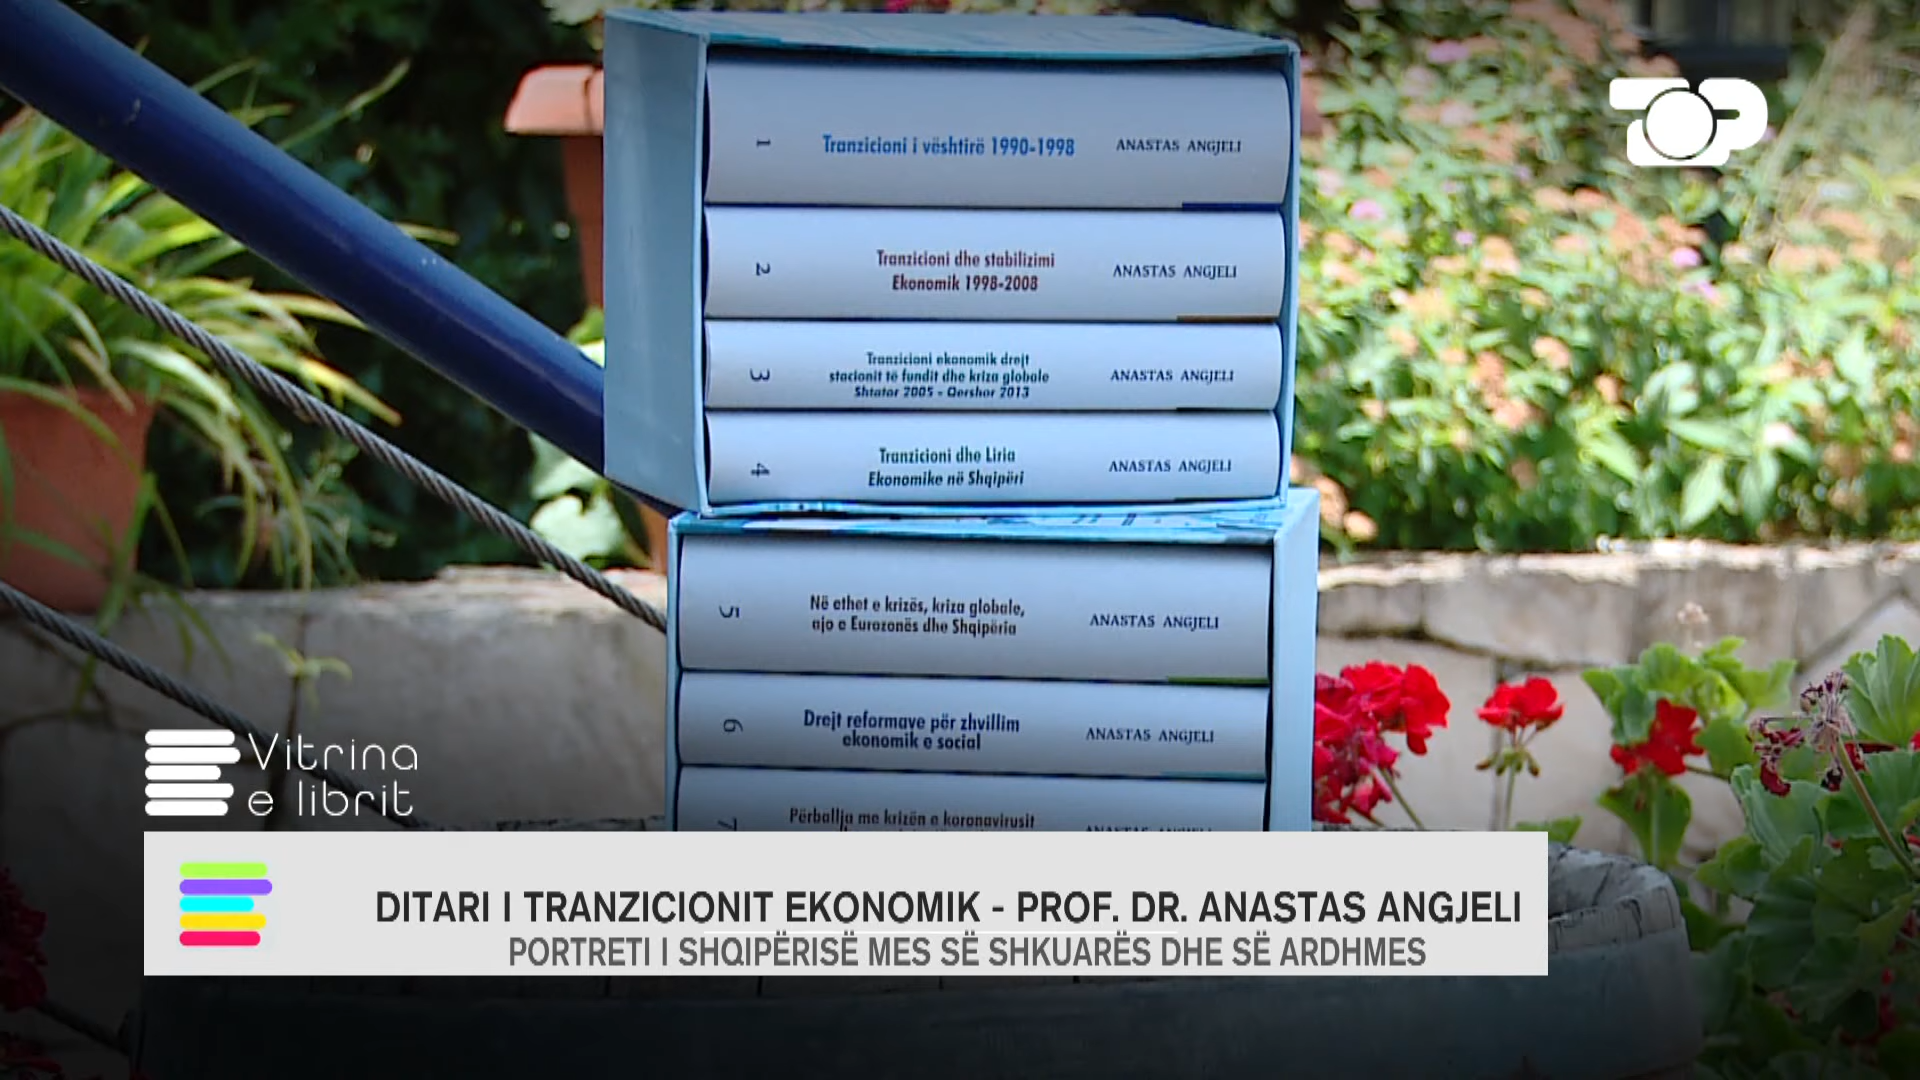 TOP
1
Tranzicioni i vështirë 1990-1998
ANASTAS ANGJELI
2
Tranzicioni dhe stabilizimi
Ekonomik 1998-2008
ANASTAS ANGJELI
3
Tranzicioni ekonomik drejt
stacionit të fundit dhe kriza globale
Shtator 2005 - Qershor 2013
ANASTAS ANGJELI
4
Tranzicioni dhe Liria
Ekonomike në Shqipëri
ANASTAS ANGJELI
5
Në ethet e krizës, kriza globale,
ajo e Eurozonës dhe Shqipëria
ANASTAS ANGJELI
6
Drejt reformave për zhvillim
ekonomik e social
ANASTAS ANGJELI
7
Përballja me krizën e koronavirusit
ANASTAS ANGJELI
Vitrina
e librit
DITARI I TRANZICIONIT EKONOMIK - PROF. DR. ANASTAS ANGJELI
PORTRETI I SHQIPËRISË MES SË SHKUARËS DHE SË ARDHMES